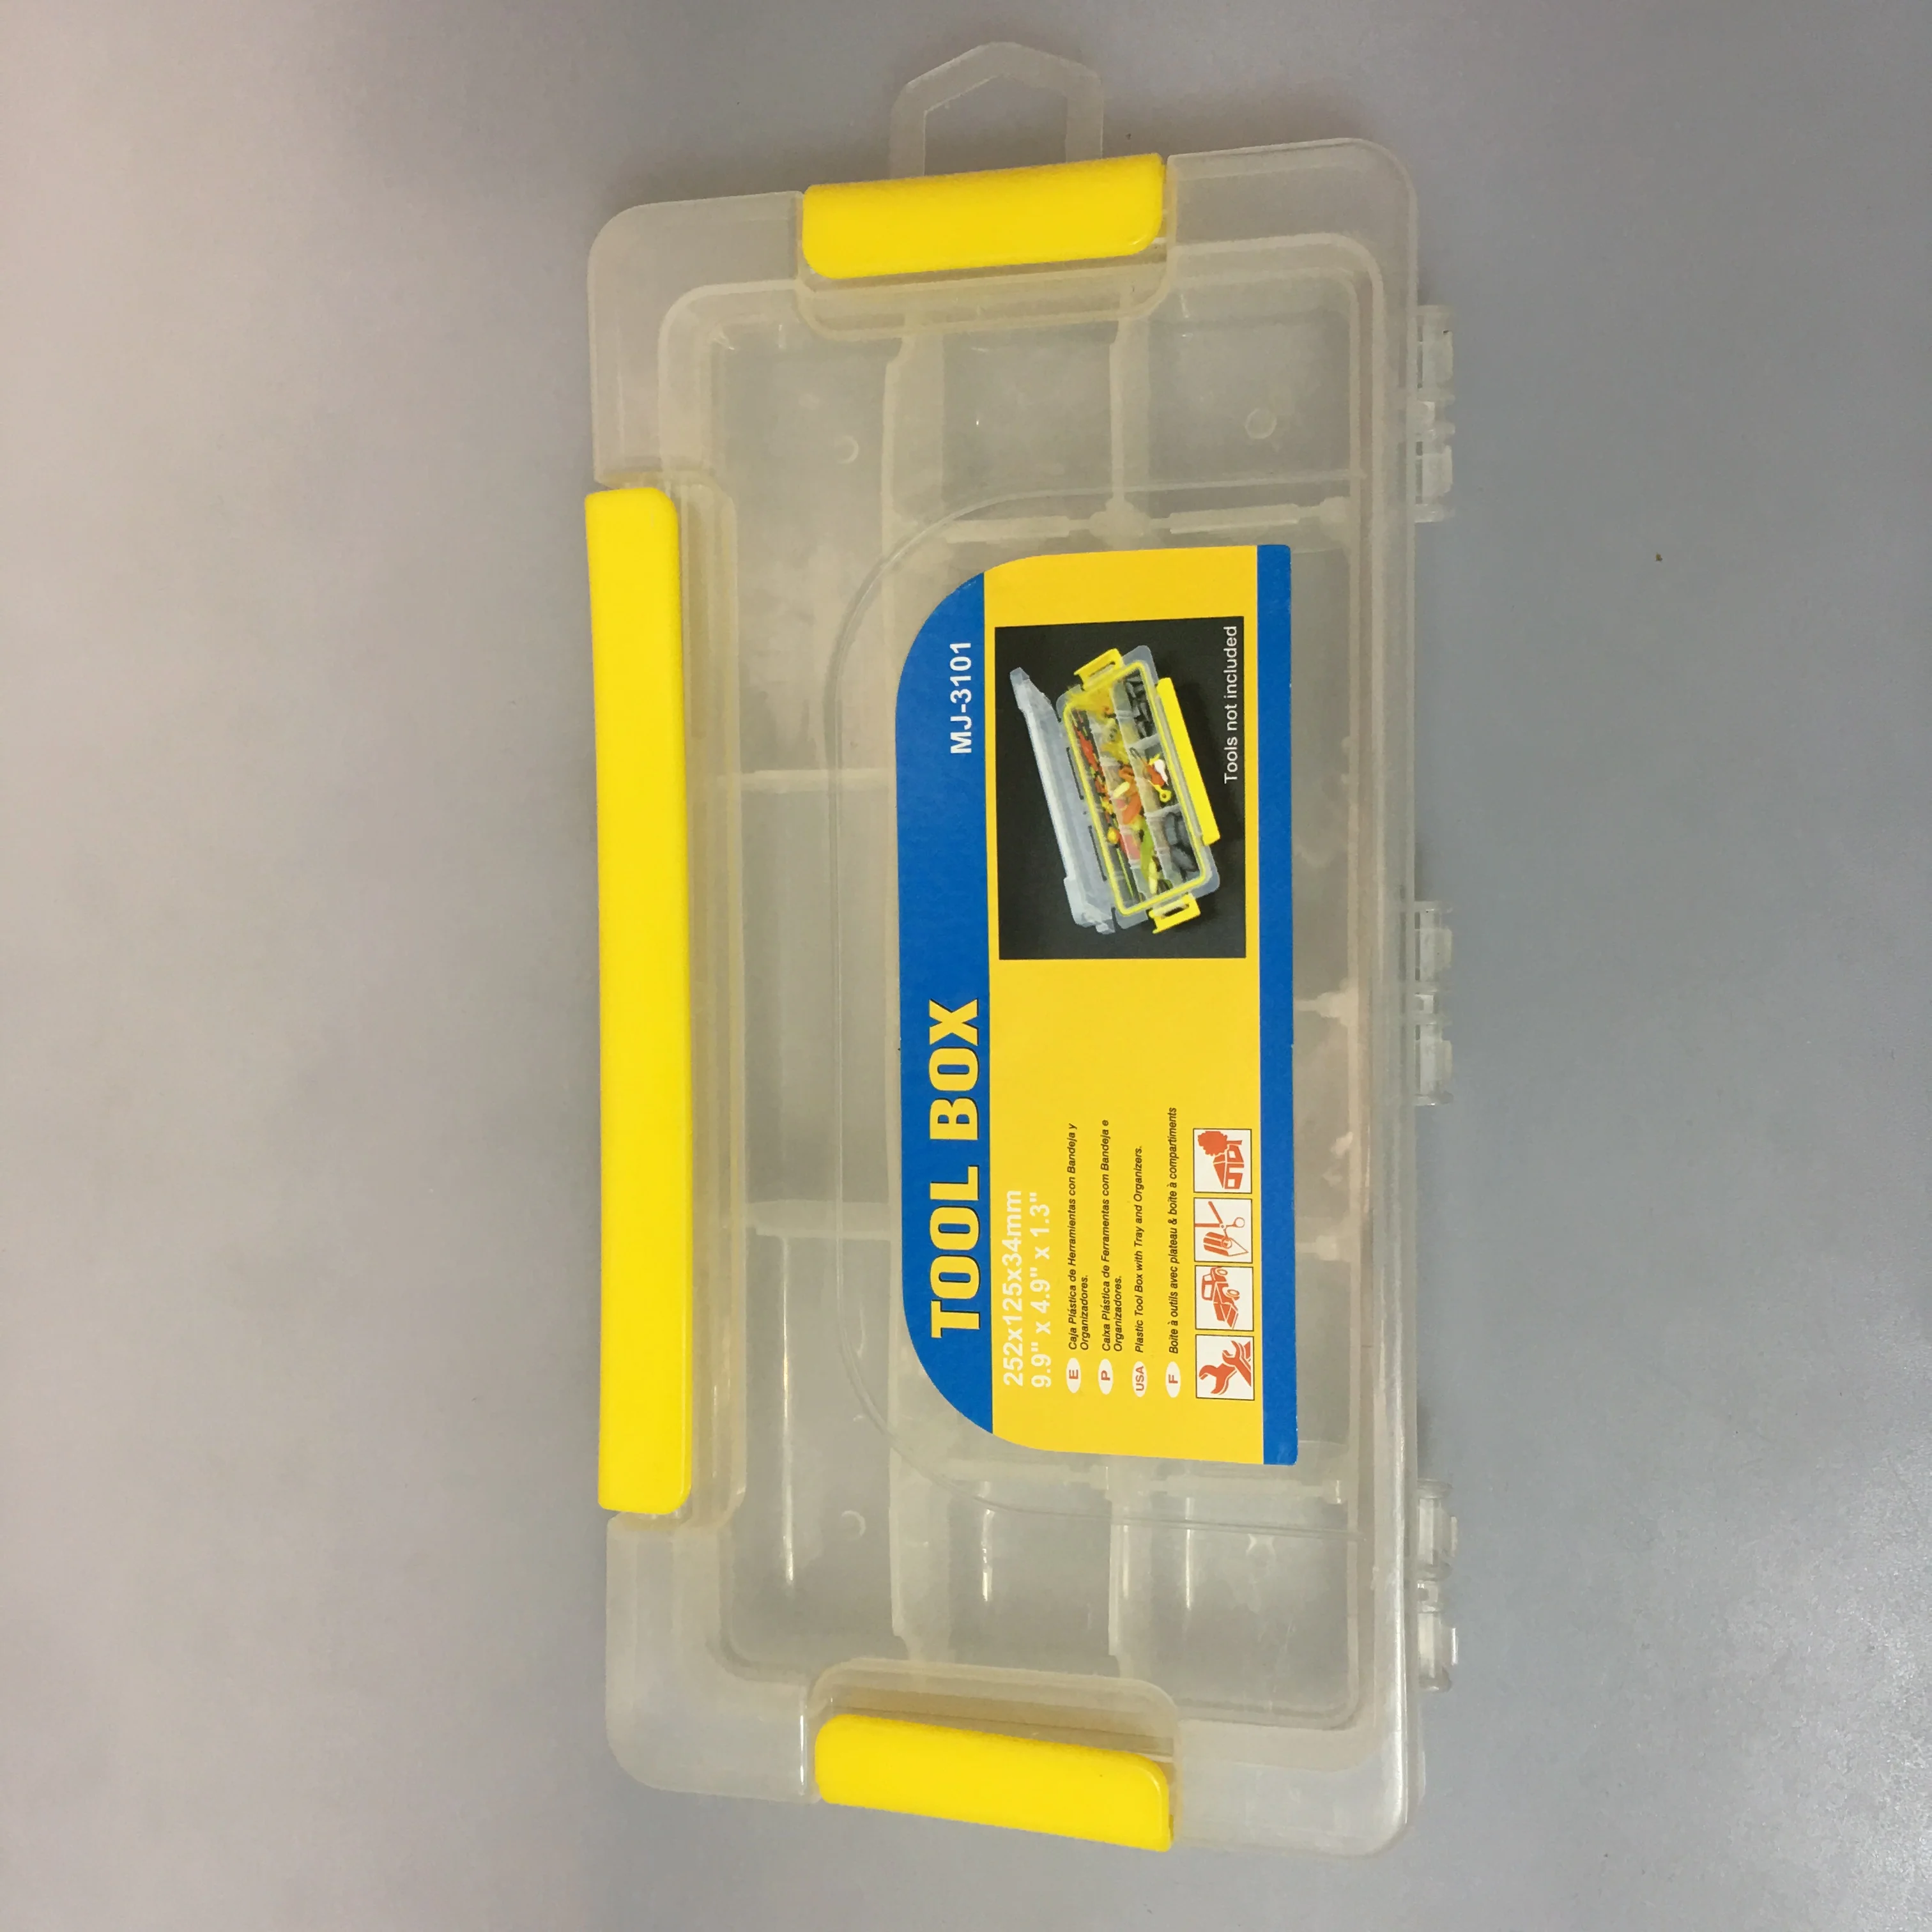 TOOL BOX
MJ-3101
252x125x34mm
9.9" x 4.9" x 1.3"
E Caja Plástica de Herramientas con Bandeja y
Organizadores.
P Caixa Plástica de Ferramentas com Bandeja e
Organizadores.
USA Plastic Tool Box with Tray and Organizers.
F Boite à outils avec plateau & boite à compartiments
Tools not included